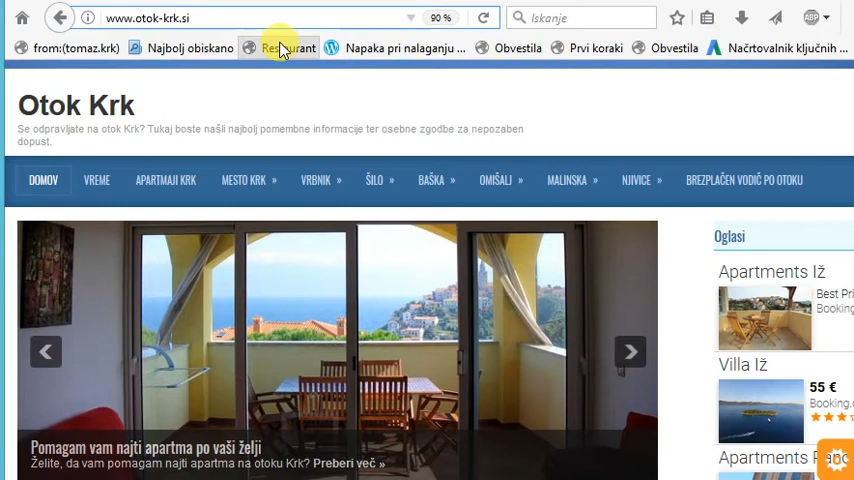 www.otok-krk.si 90 % Iskanje ABP
from:(tomaz.krk) Najbolj obiskano Restaurant Napaka pri nalaganju ... Obvestila Prvi koraki Obvestila Načrtovalnik ključnih ...
Otok Krk
Se odpravljate na otok Krk? Tukaj boste našli najbolj pomembne informacije ter osebne zgodbe za nepozaben
dopust.
DOMOV VREME APARTMAJI KRK MESTO KRK » VRBNIK » ŠILO » BAŠKA » OMIŠALJ » MALINSKA » NJIVICE » BREZPLAČEN VODIČ PO OTOKU
Oglasi
Apartments Iž
Best Pri
Booking.
Villa Iž
55 €
Booking.c
Apartments
Pomagam vam najti apartma po vaši želji
Želite, da vam pomagam najti apartma na otoku Krk? Preberi več »